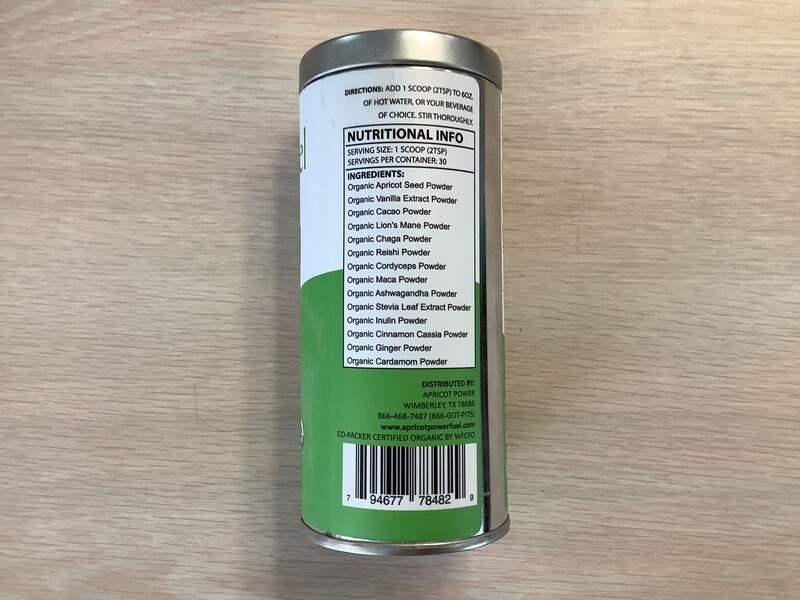 el
DIRECTIONS: ADD 1 SCOOP (2TSP) TO 6OZ.
OF HOT WATER, OR YOUR BEVERAGE
OF CHOICE. STIR THOROUGHLY.
NUTRITIONAL INFO
SERVING SIZE: 1 SCOOP (2TSP)
SERVINGS PER CONTAINER: 30
INGREDIENTS:
Organic Apricot Seed Powder
Organic Vanilla Extract Powder
Organic Cacao Powder
Organic Lion's Mane Powder
Organic Chaga Powder
Organic Reishi Powder
Organic Cordyceps Powder
Organic Maca Powder
Organic Ashwagandha Powder
Organic Stevia Leaf Extract Powder
Organic Inulin Powder
Organic Cinnamon Cassia Powder
Organic Ginger Powder
Organic Cardamom Powder
DISTRIBUTED BY:
APRICOT POWER
WIMBERLEY, TX 78686
866-468-7487 (866-GOT-PITS)
www.apricotpowerfuel.com
CO-PACKER CERTIFIED ORGANIC BY WFCFO
7 94677 78482 9